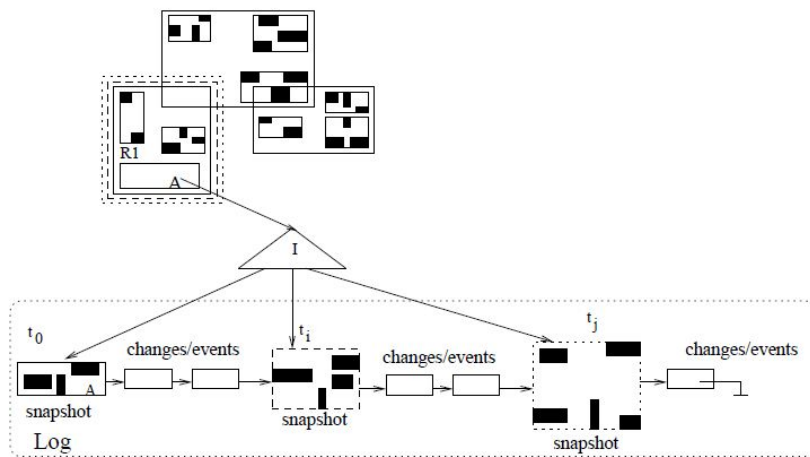 R1
A
I
t0
ti
tj
changes/events
changes/events
changes/events
A
snapshot
snapshot
snapshot
Log